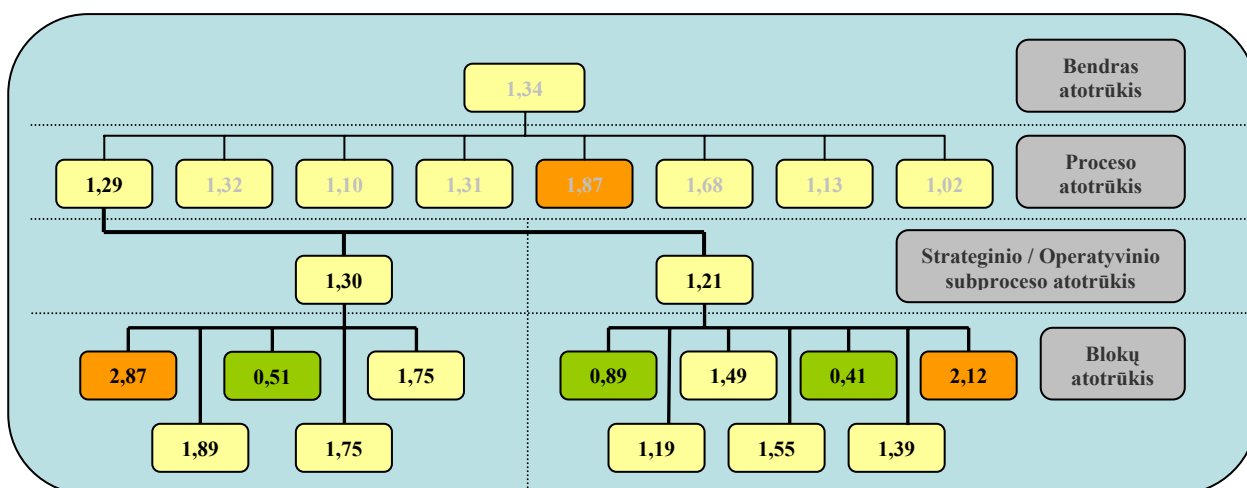 1,34
Bendras
atotrūkis
1,29
1,32
1,10
1,31
1,87
1,68
1,13
1,02
Proceso
atotrūkis
1,30
1,21
Strateginio / Operatyvinio
subproceso atotrūkis
2,87
0,51
1,75
0,89
1,49
0,41
2,12
Blokų
atotrūkis
1,89
1,75
1,19
1,55
1,39